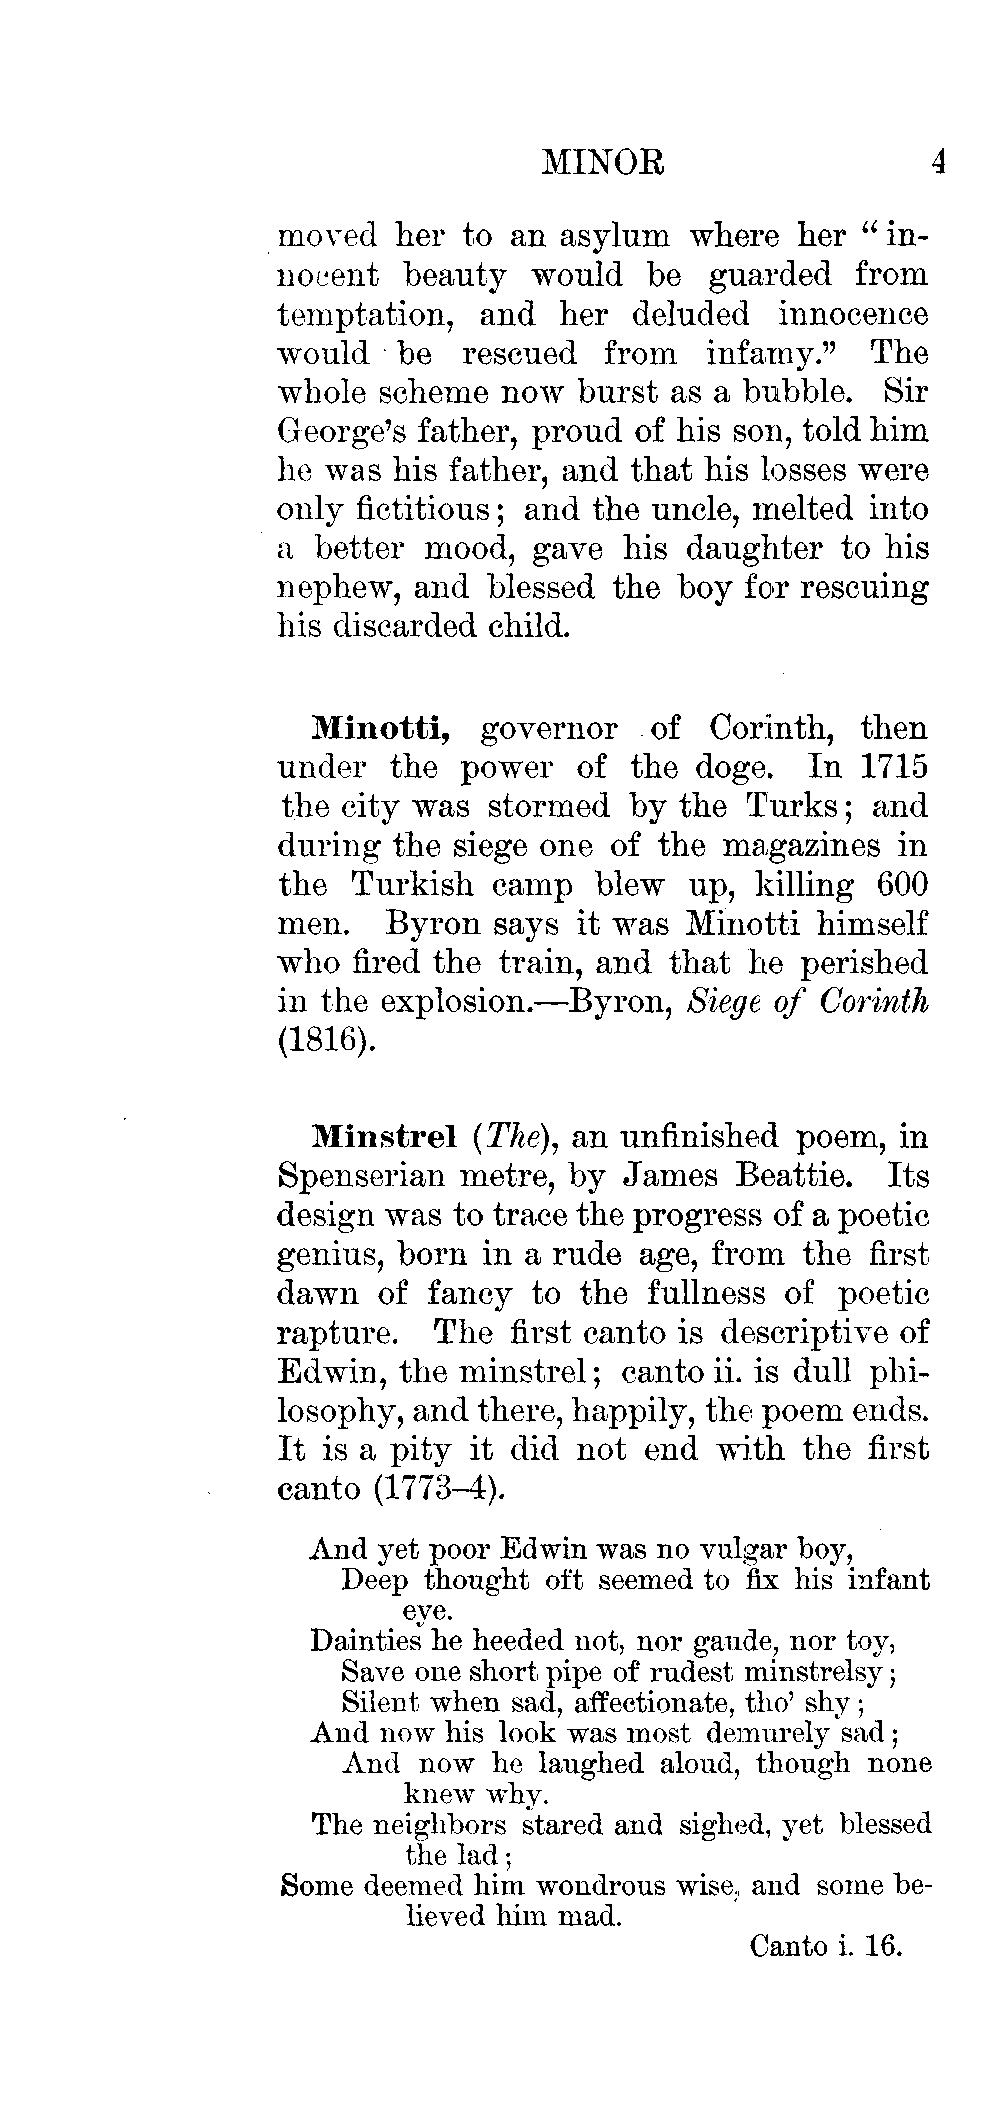 MINOR 4
moved her to an asylum where her “in-
nocent beauty would be guarded from
temptation, and her deluded innocence
would be rescued from infamy.” The
whole scheme now burst as a bubble. Sir
George’s father, proud of his son, told him
he was his father, and that his losses were
only fictitious; and the uncle, melted into
a better mood, gave his daughter to his
nephew, and blessed the boy for rescuing
his discarded child.
Minotti, governor of Corinth, then
under the power of the doge. In 1715
the city was stormed by the Turks; and
during the siege one of the magazines in
the Turkish camp blew up, killing 600
men. Byron says it was Minotti himself
who fired the train, and that he perished
in the explosion.—Byron, Siege of Corinth
(1816).
Minstrel (The), an unfinished poem, in
Spenserian metre, by James Beattie. Its
design was to trace the progress of a poetic
genius, born in a rude age, from the first
dawn of fancy to the fullness of poetic
rapture. The first canto is descriptive of
Edwin, the minstrel; canto ii. is dull phi-
losophy, and there, happily, the poem ends.
It is a pity it did not end with the first
canto (1773–4).
And yet poor Edwin was no vulgar boy,
Deep thought oft seemed to fix his infant
eye.
Dainties he heeded not, nor gaude, nor toy,
Save one short pipe of rudest minstrelsy;
Silent when sad, affectionate, tho’ shy;
And now his look was most demurely sad;
And now he laughed aloud, though none
knew why.
The neighbors stared and sighed, yet blessed
the lad;
Some deemed him wondrous wise, and some be-
lieved him mad.
Canto i. 16.